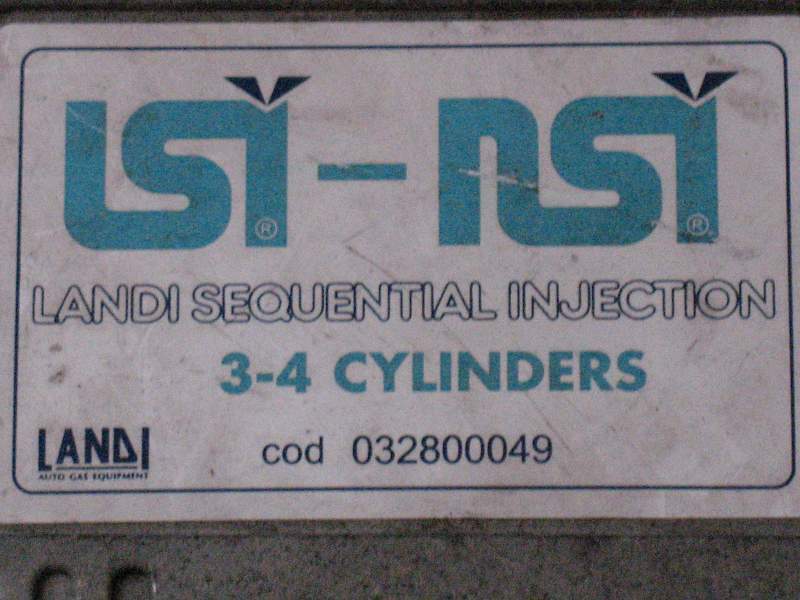 LSI® - NSI®
LANDI SEQUENTIAL INJECTION
3-4 CYLINDERS
cod 032800049
LANDI
AUTO GAS EQUIPMENT